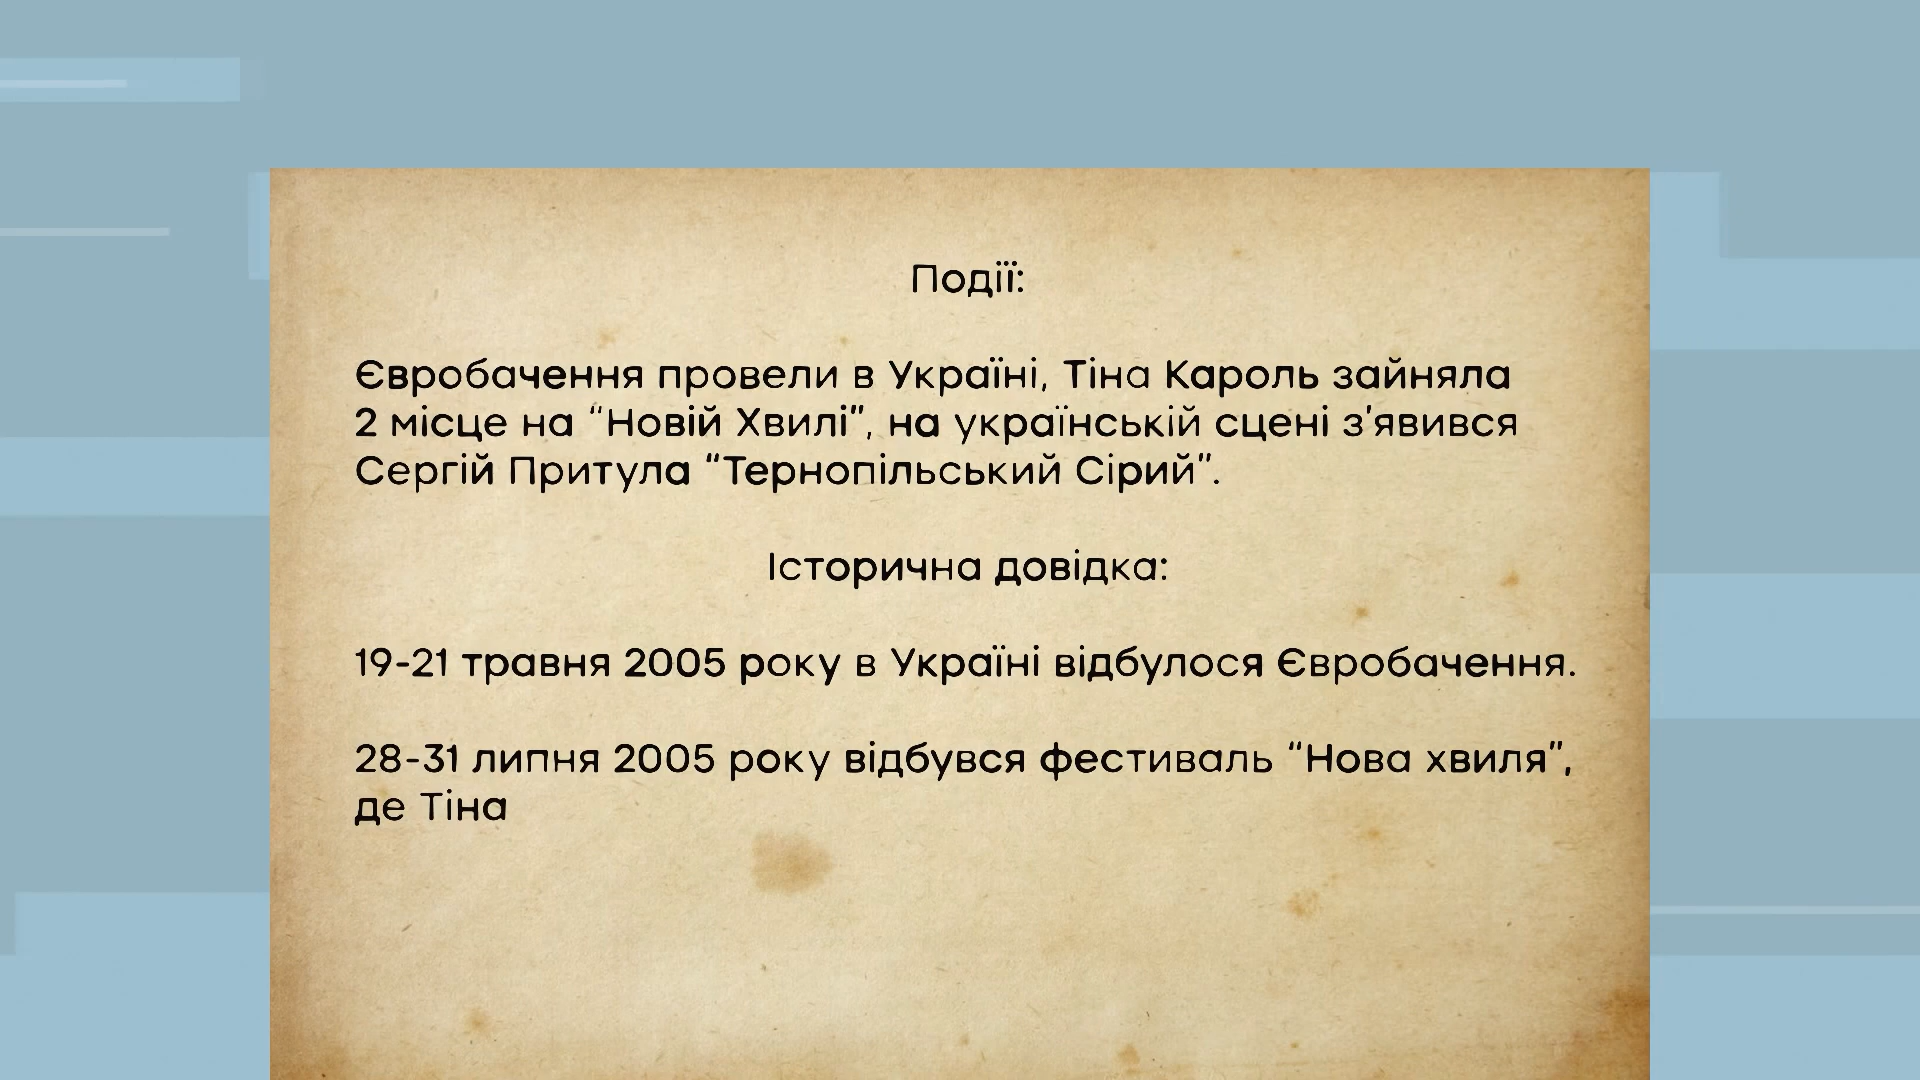 Події:
Євробачення провели в Україні, Тіна Кароль зайняла
2 місце на “Новій Хвилі”, на українській сцені з’явився
Сергій Притула “Тернопільський Сірий”.
Історична довідка:
19-21 травня 2005 року в Україні відбулося Євробачення.
28-31 липня 2005 року відбувся фестиваль “Нова хвиля”,
де Тіна